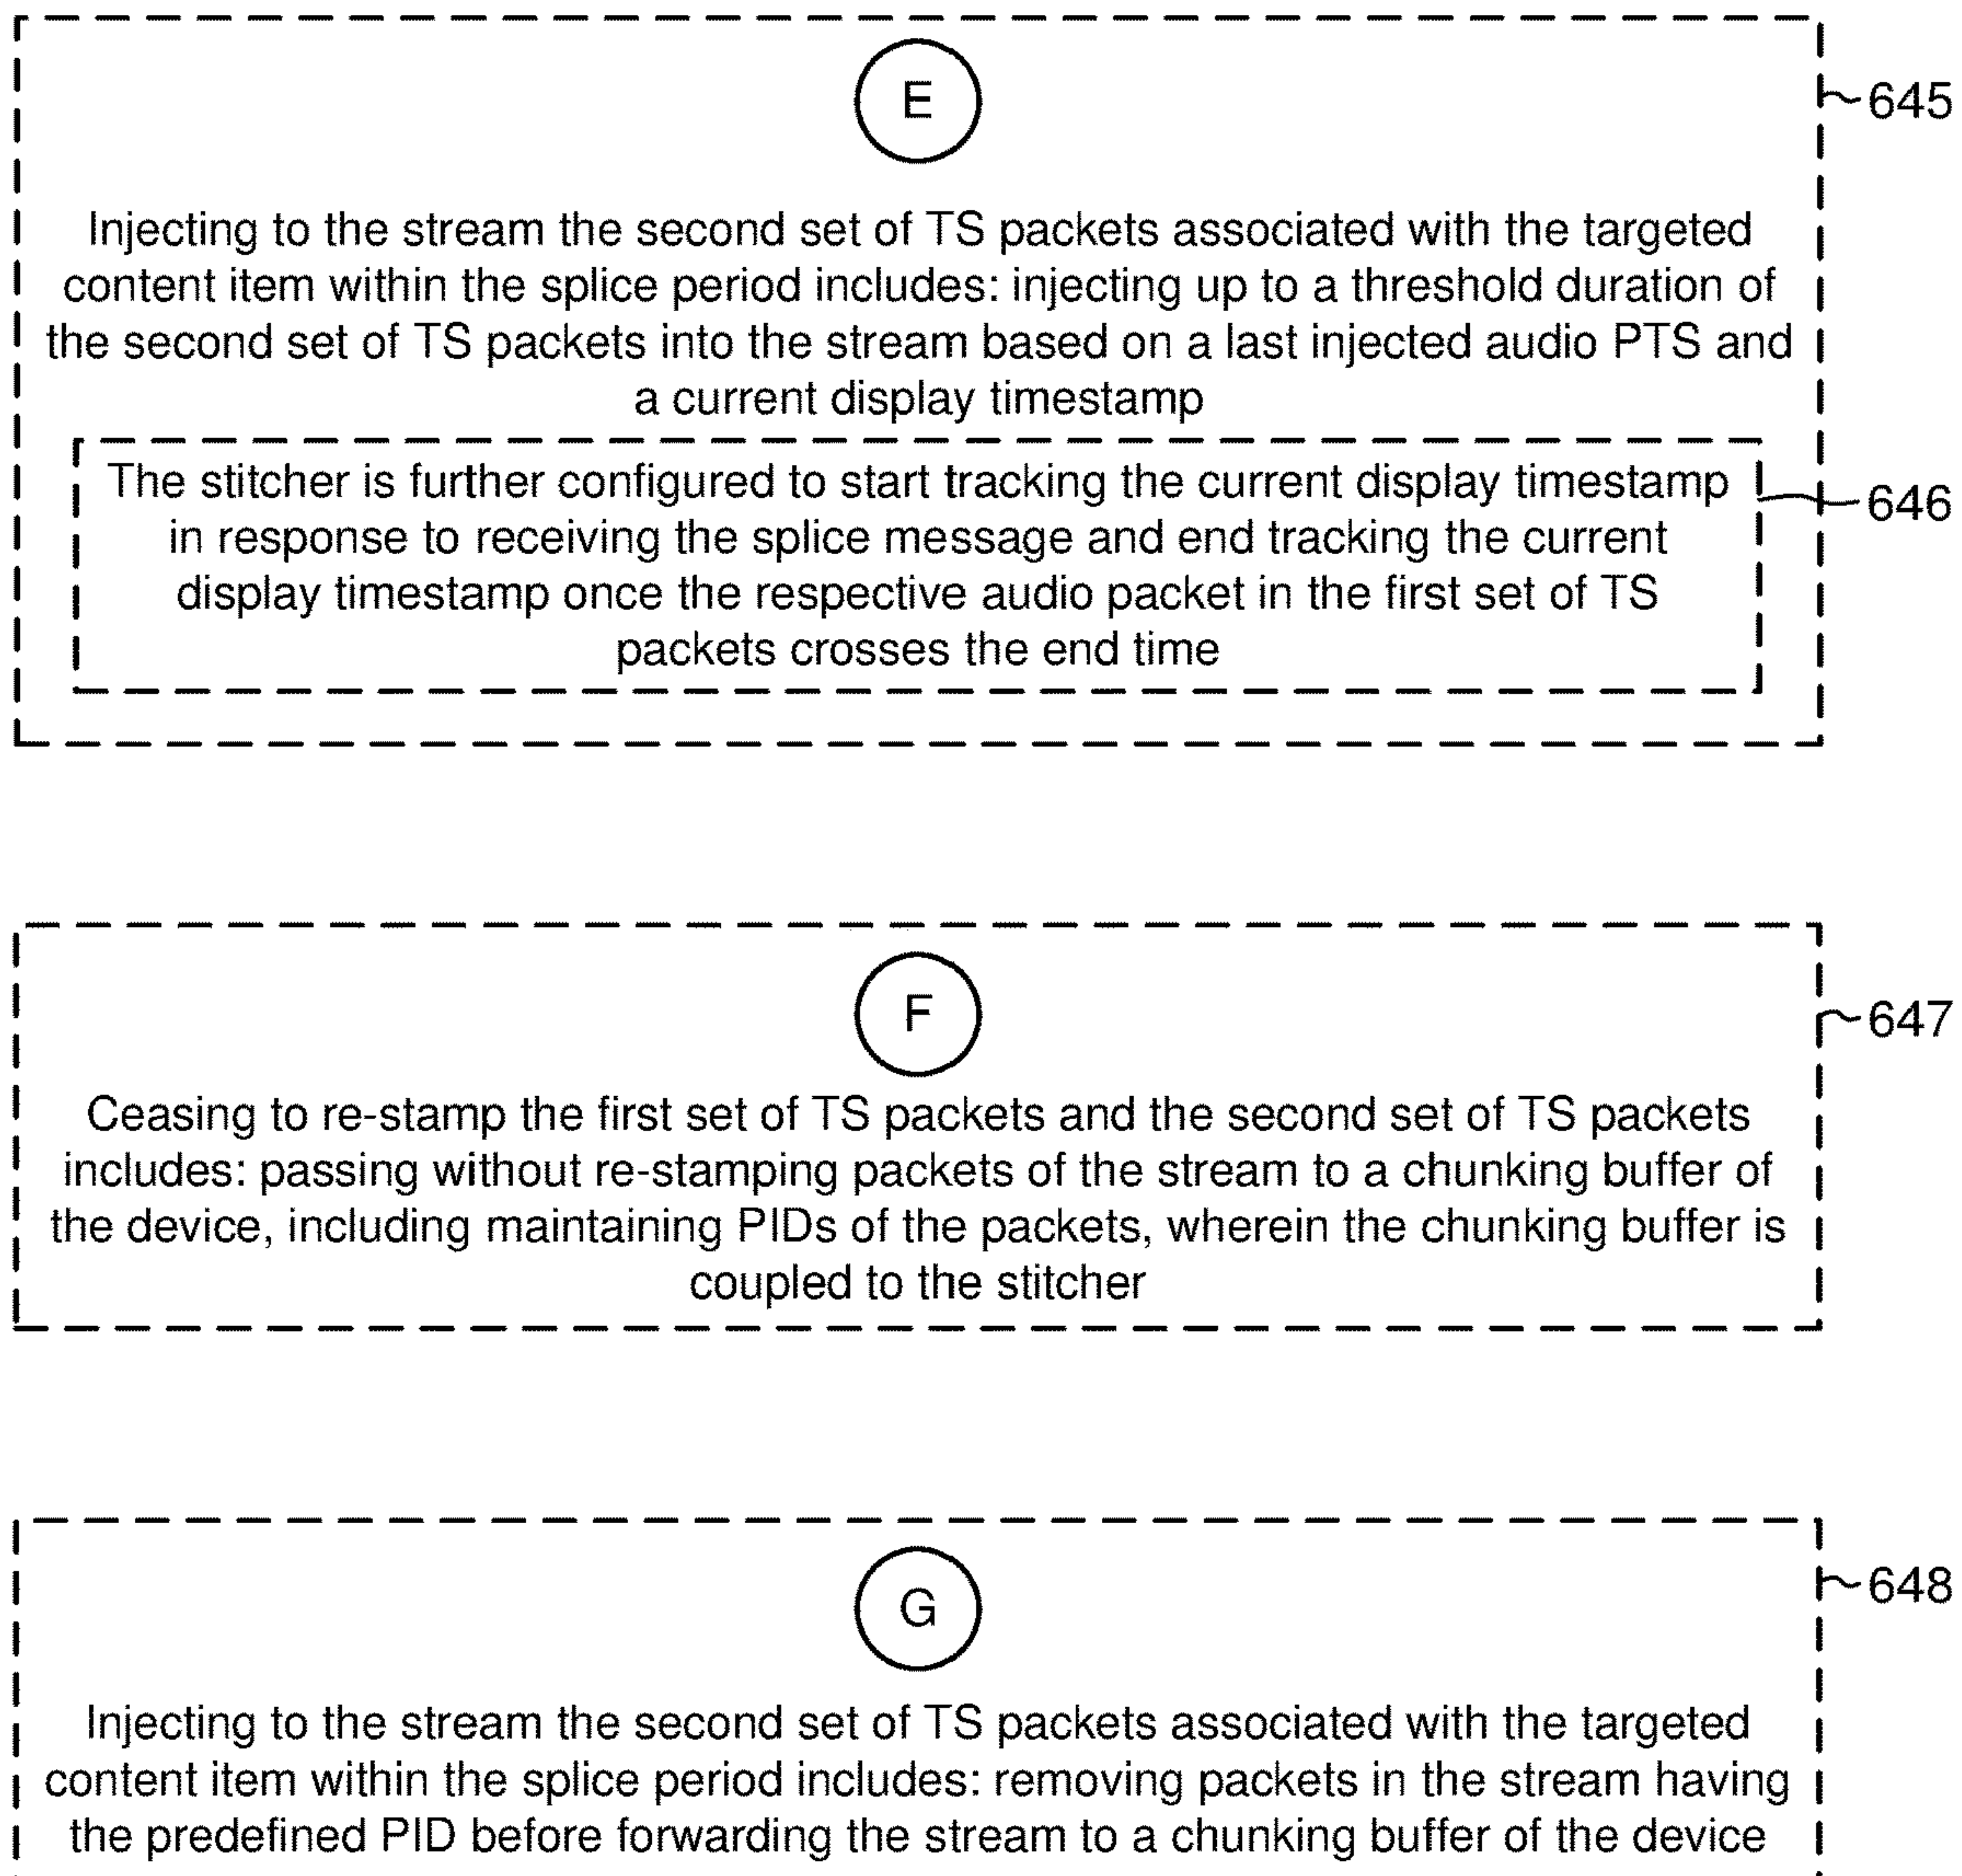 E
645
Injecting to the stream the second set of TS packets associated with the targeted
content item within the splice period includes: injecting up to a threshold duration of
the second set of TS packets into the stream based on a last injected audio PTS and
a current display timestamp
The stitcher is further configured to start tracking the current display timestamp
646
in response to receiving the splice message and end tracking the current
display timestamp once the respective audio packet in the first set of TS
packets crosses the end time
F
647
Ceasing to re-stamp the first set of TS packets and the second set of TS packets
includes: passing without re-stamping packets of the stream to a chunking buffer of
the device, including maintaining PIDs of the packets, wherein the chunking buffer is
coupled to the stitcher
G
648
Injecting to the stream the second set of TS packets associated with the targeted
content item within the splice period includes: removing packets in the stream having
the predefined PID before forwarding the stream to a chunking buffer of the device